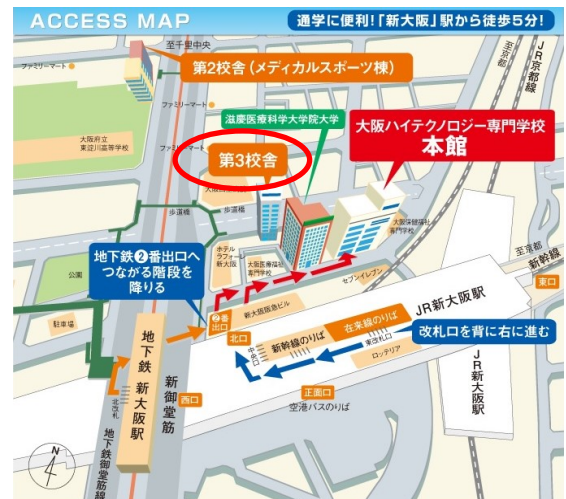 ACCESS MAP
通学に便利!「新大阪」駅から徒歩5分!
至千里中央
ファミリーマート
第2校舎(メディカルスポーツ棟)
至京都
JR京都線
ファミリーマート
滋慶医療科学大学院大学
大阪ハイテクノロジー専門学校
本館
大阪府立
東淀川高等学校
ファミリーマート
第3校舎
歩道橋
歩道橋
大阪保健福祉
専門学校
地下鉄❷番出口へ
つながる階段を
降りる
ホテル
ラフォーレ
新大阪
大阪医療福祉
専門学校
セブンイレブン
至京都
新幹線
東口
公園
❷番
出口
北口
新大阪阪急ビル
JR新大阪駅
在来線のりば
新幹線のりば
中央口
東改札口
改札口を背に右に進む
駐車場
地下鉄
新大阪駅
新御堂筋
ロッテリア
JR新大阪駅
北改札
西口
正面口
空港バスのりば
地下鉄御堂筋線
N
4